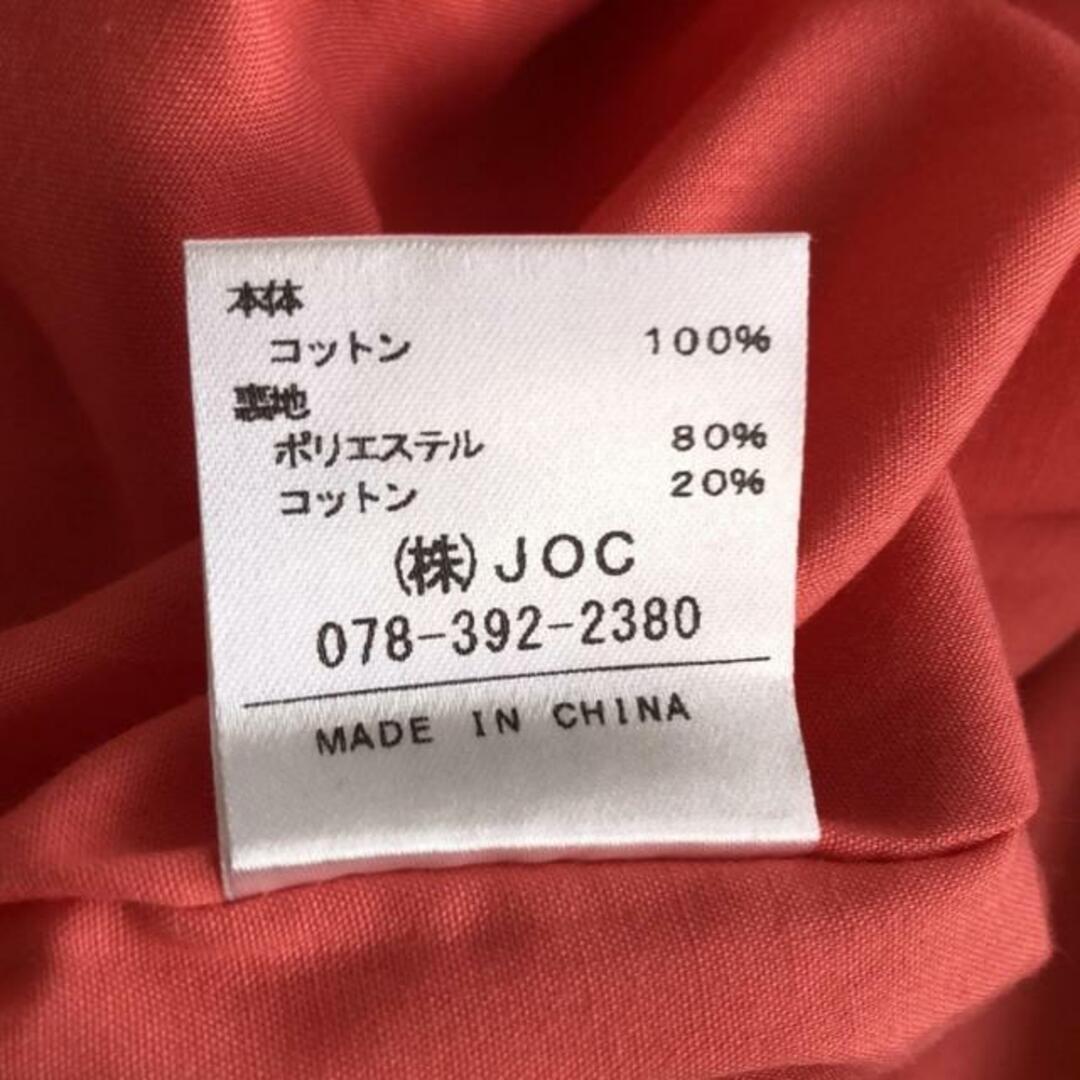 本体
コットン 100%
裏地
ポリエステル 80%
コットン 20%
(株)JOC
078-392-2380
MADE IN CHINA